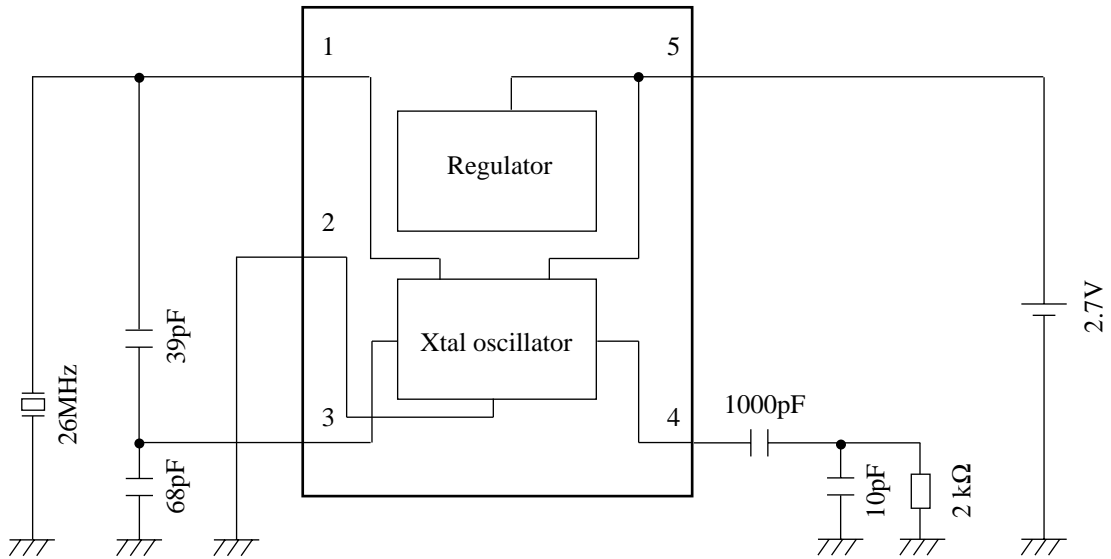 1
5
Regulator
2
Xtal oscillator
39pF
26MHz
3
4
68pF
1000pF
10pF
2 kΩ
2.7V